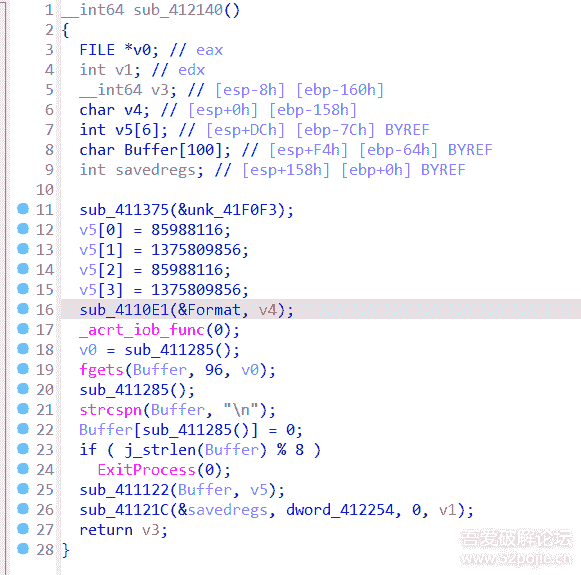 1 __int64 sub_412140()
2 {
3 FILE *v0; // eax
4 int v1; // edx
5 __int64 v3; // [esp-8h] [ebp-160h]
6 char v4; // [esp+0h] [ebp-158h]
7 int v5[6]; // [esp+DCh] [ebp-7Ch] BYREF
8 char Buffer[100]; // [esp+F4h] [ebp-64h] BYREF
9 int savedregs; // [esp+158h] [ebp+0h] BYREF
10
11 sub_411375(&unk_41F0F3);
12 v5[0] = 85988116;
13 v5[1] = 1375809856;
14 v5[2] = 85988116;
15 v5[3] = 1375809856;
16 sub_4110E1(&Format, v4);
17 _acrt_iob_func(0);
18 v0 = sub_411285();
19 fgets(Buffer, 96, v0);
20 sub_411285();
21 strcspn(Buffer, "\n");
22 Buffer[sub_411285()] = 0;
23 if ( j_strlen(Buffer) % 8 )
24 ExitProcess(0);
25 sub_411122(Buffer, v5);
26 sub_41121C(&savedregs, dword_412254, 0, v1);
27 return v3;
28 }
吾爱破解论坛
www.52pojie.cn